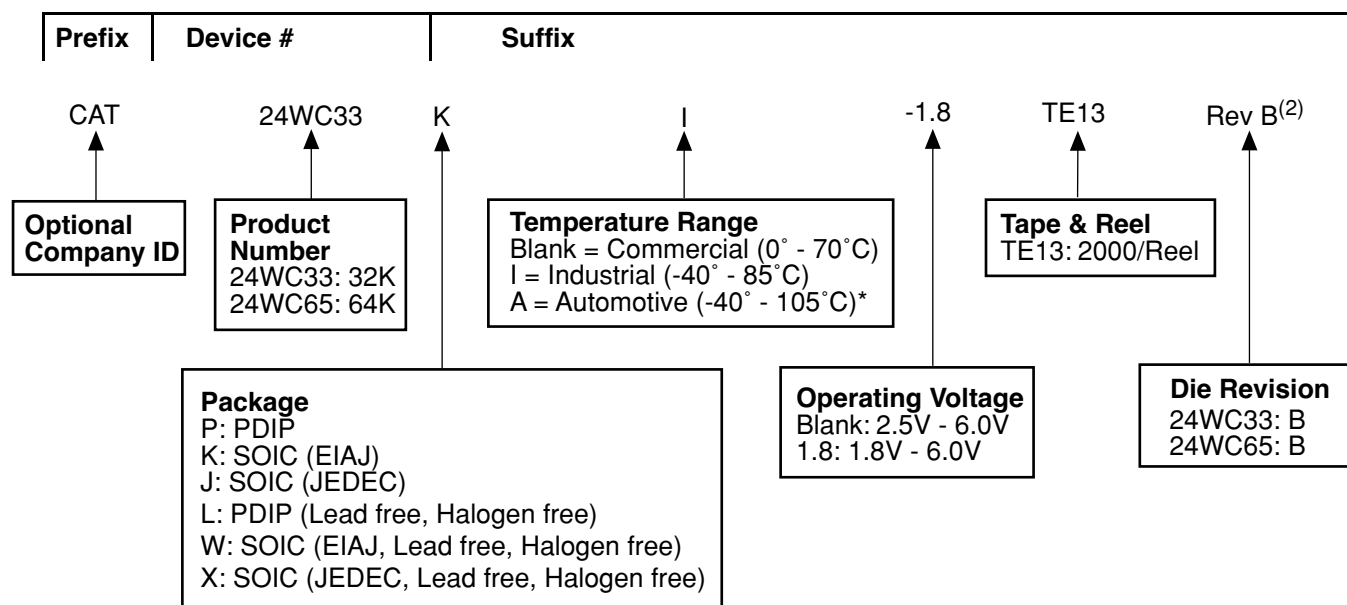 Prefix Device # Suffix
CAT 24WC33 K I -1.8 TE13 Rev B(2)
Optional
Company ID
Product
Number
24WC33: 32K
24WC65: 64K
Temperature Range
Blank = Commercial (0˚ - 70˚C)
I = Industrial (-40˚ - 85˚C)
A = Automotive (-40˚ - 105˚C)*
Tape & Reel
TE13: 2000/Reel
Package
P: PDIP
K: SOIC (EIAJ)
J: SOIC (JEDEC)
L: PDIP (Lead free, Halogen free)
W: SOIC (EIAJ, Lead free, Halogen free)
X: SOIC (JEDEC, Lead free, Halogen free)
Operating Voltage
Blank: 2.5V - 6.0V
1.8: 1.8V - 6.0V
Die Revision
24WC33: B
24WC65: B